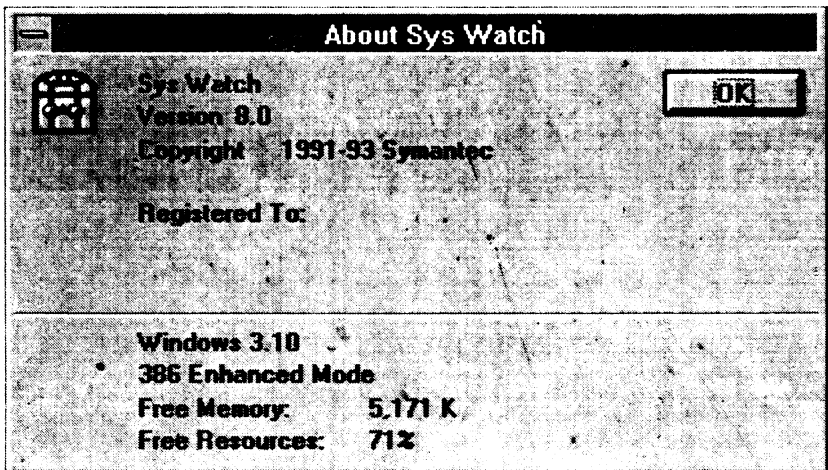 About Sys Watch
Sys Watch
OK
Version 8.0
Copyright 1991-93 Symantec
Registered To:
Windows 3.10
386 Enhanced Mode
Free Memory: 5,171 K
Free Resources: 71%